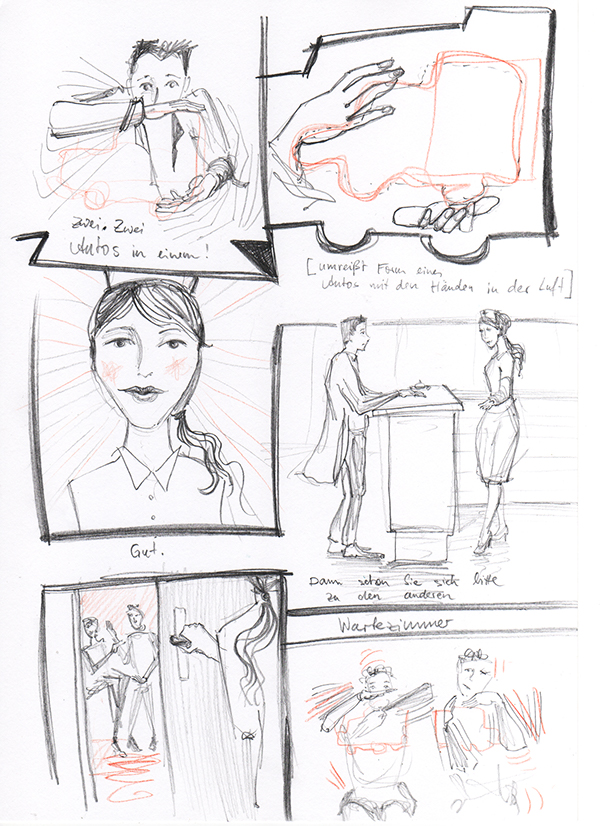 Zwei. Zwei
Autos in einem!
[umreißt Form eines
Autos mit den Händen in der Luft]
Gut.
Dann setzen Sie sich bitte
zu den anderen
Wartezimmer